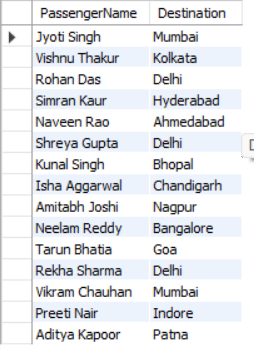 PassengerName Destination
Jyoti Singh Mumbai
Vishnu Thakur Kolkata
Rohan Das Delhi
Simran Kaur Hyderabad
Naveen Rao Ahmedabad
Shreya Gupta Delhi
Kunal Singh Bhopal
Isha Aggarwal Chandigarh
Amitabh Joshi Nagpur
Neelam Reddy Bangalore
Tarun Bhatia Goa
Rekha Sharma Delhi
Vikram Chauhan Mumbai
Preeti Nair Indore
Aditya Kapoor Patna